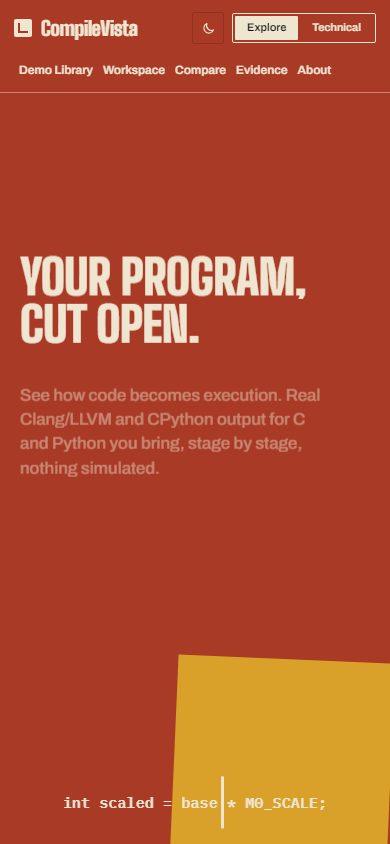 CompileVista
Explore Technical
Demo Library Workspace Compare Evidence About
YOUR PROGRAM,
CUT OPEN.
See how code becomes execution. Real
Clang/LLVM and CPython output for C
and Python you bring, stage by stage,
nothing simulated.
int scaled = base * M0_SCALE;